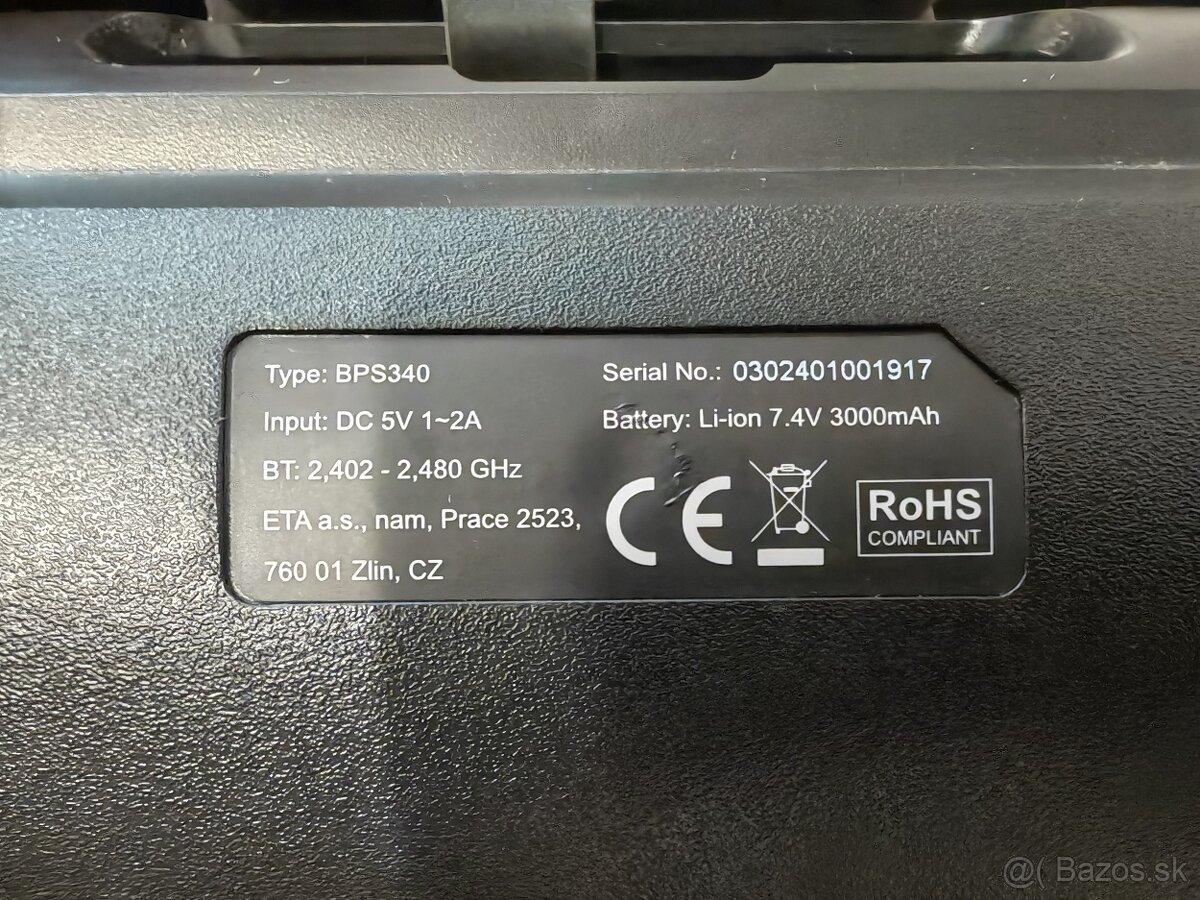 Type: BPS340
Serial No.: 0302401001917
Input: DC 5V 1~2A
Battery: Li-ion 7.4V 3000mAh
BT: 2,402 - 2,480 GHz
ETA a.s., nam, Prace 2523,
760 01 Zlin, CZ
CE
RoHS
COMPLIANT
@( Bazos.sk